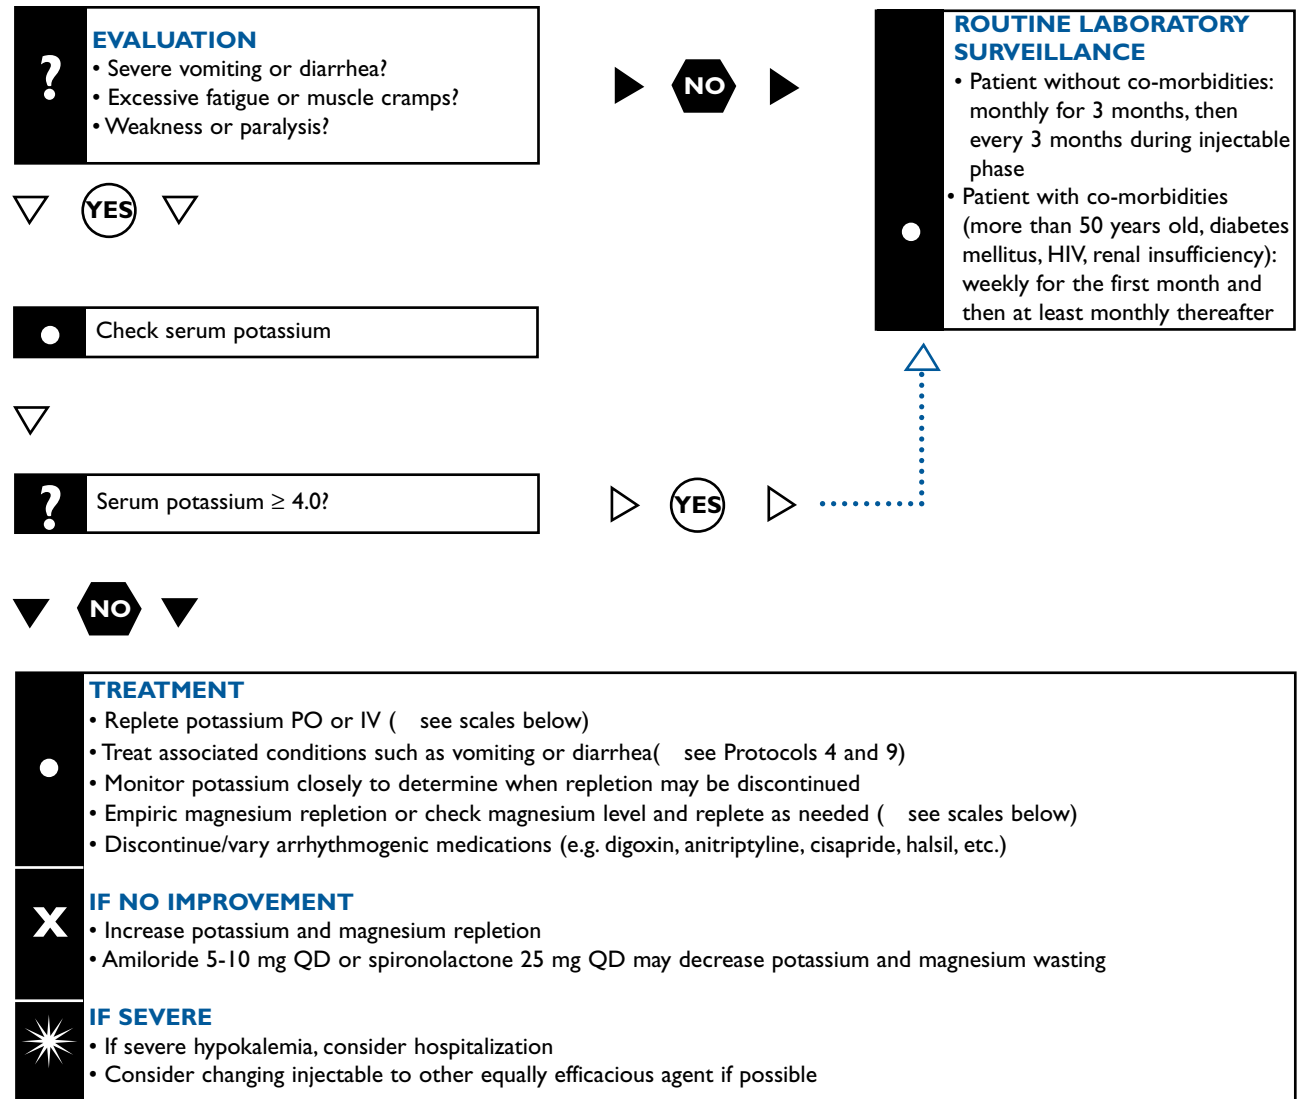 ?
EVALUATION
• Severe vomiting or diarrhea?
• Excessive fatigue or muscle cramps?
• Weakness or paralysis?
NO
ROUTINE LABORATORY
SURVEILLANCE
• Patient without co-morbidities:
monthly for 3 months, then
every 3 months during injectable
phase
• Patient with co-morbidities
(more than 50 years old, diabetes
mellitus, HIV, renal insufficiency):
weekly for the first month and
then at least monthly thereafter
YES
Check serum potassium
?
Serum potassium ≥ 4.0?
YES
NO
TREATMENT
• Replete potassium PO or IV ( see scales below)
• Treat associated conditions such as vomiting or diarrhea( see Protocols 4 and 9)
• Monitor potassium closely to determine when repletion may be discontinued
• Empiric magnesium repletion or check magnesium level and replete as needed ( see scales below)
• Discontinue/vary arrhythmogenic medications (e.g. digoxin, anitriptyline, cisapride, halsil, etc.)
X
IF NO IMPROVEMENT
• Increase potassium and magnesium repletion
• Amiloride 5-10 mg QD or spironolactone 25 mg QD may decrease potassium and magnesium wasting
IF SEVERE
• If severe hypokalemia, consider hospitalization
• Consider changing injectable to other equally efficacious agent if possible